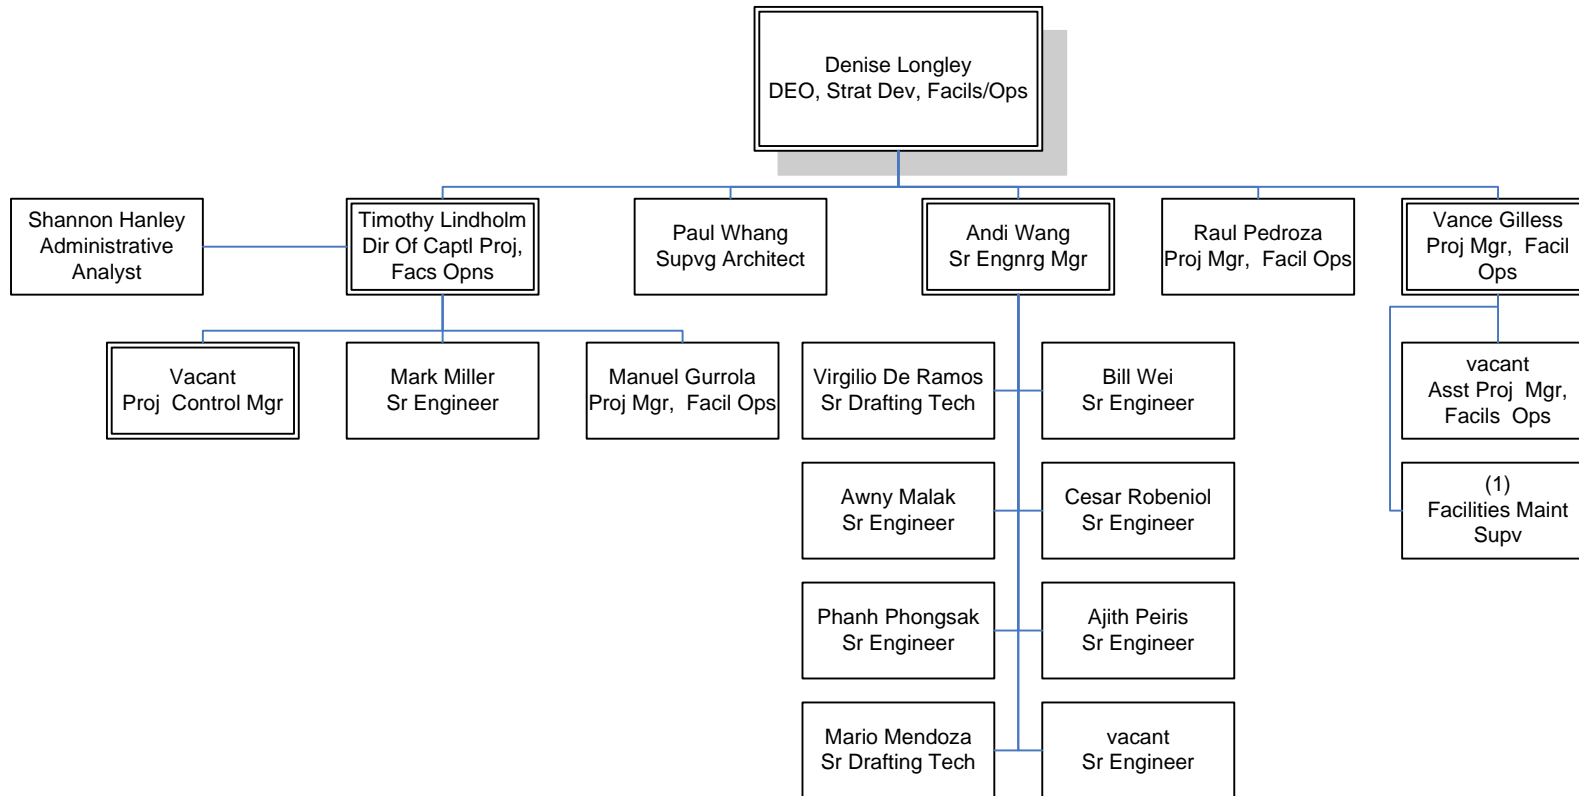 Denise Longley
DEO, Strat Dev, Facils/Ops
Shannon Hanley
Administrative
Analyst
Timothy Lindholm
Dir Of Captl Proj,
Facs Opns
Paul Whang
Supvg Architect
Andi Wang
Sr Engnrg Mgr
Raul Pedroza
Proj Mgr, Facil Ops
Vance Gilless
Proj Mgr, Facil
Ops
Vacant
Proj Control Mgr
Mark Miller
Sr Engineer
Manuel Gurrola
Proj Mgr, Facil Ops
Virgilio De Ramos
Sr Drafting Tech
Bill Wei
Sr Engineer
vacant
Asst Proj Mgr,
Facils Ops
Awny Malak
Sr Engineer
Cesar Robeniol
Sr Engineer
(1)
Facilities Maint
Supv
Phanh Phongsak
Sr Engineer
Ajith Peiris
Sr Engineer
Mario Mendoza
Sr Drafting Tech
vacant
Sr Engineer